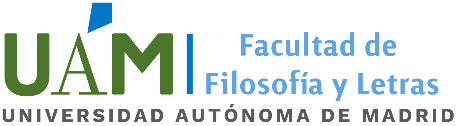 UAM
Facultad de
Filosofía y Letras
UNIVERSIDAD AUTÓNOMA DE MADRID